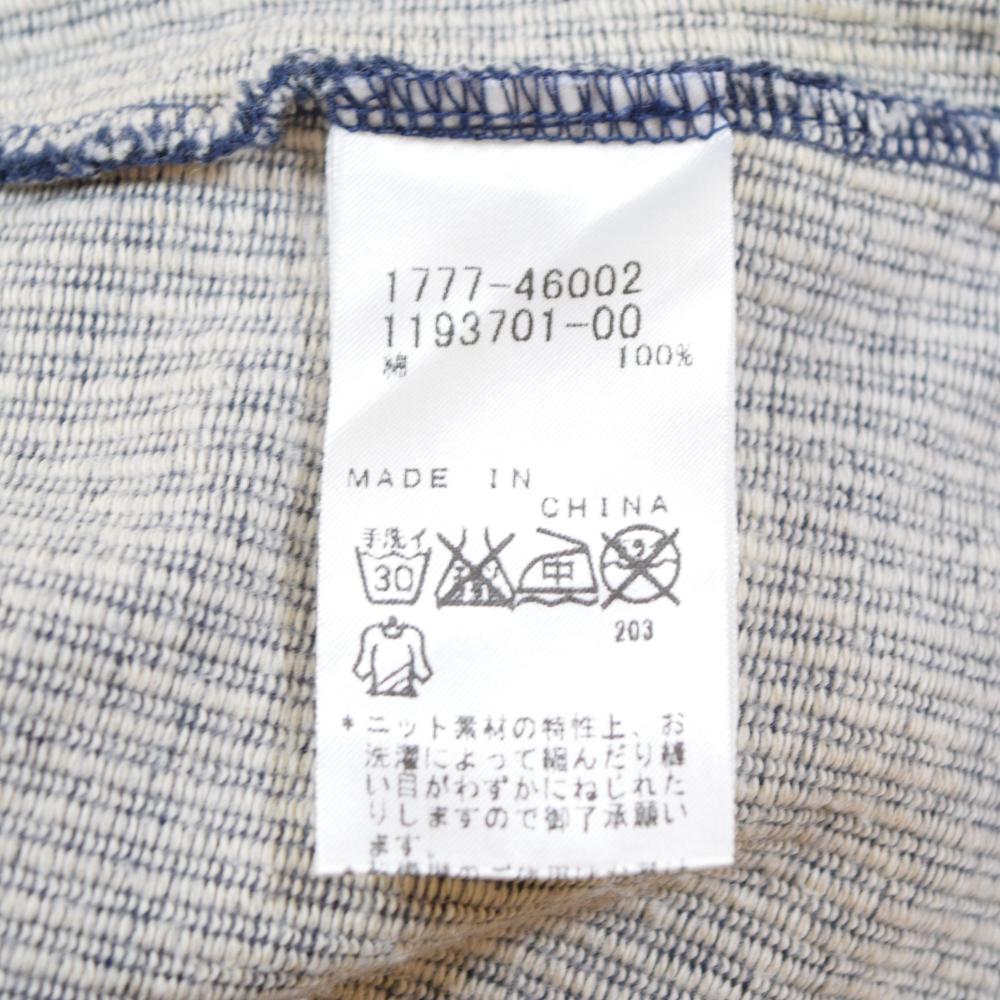 1777-46002
1193701-00
綿 100%
MADE IN
CHINA
手洗イ
30
中
203
*ニット素材の特性上、お
洗濯によって縮んだり縫
い目がわずかにねじれた
りしますので御了承願い
ます。